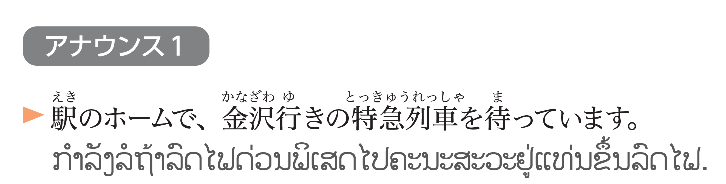 アナウンス 1
えき かなざわ ゆ とっきゅうれっしゃ ま
駅のホームで、金沢行きの特急列車を待っています。
ກຳລັງລໍຖ້າລົດໄຟດ່ວນພິເສດໄປຄະນະສະວະຢູ່ແທ່ນຂຶ້ນລົດໄຟ.